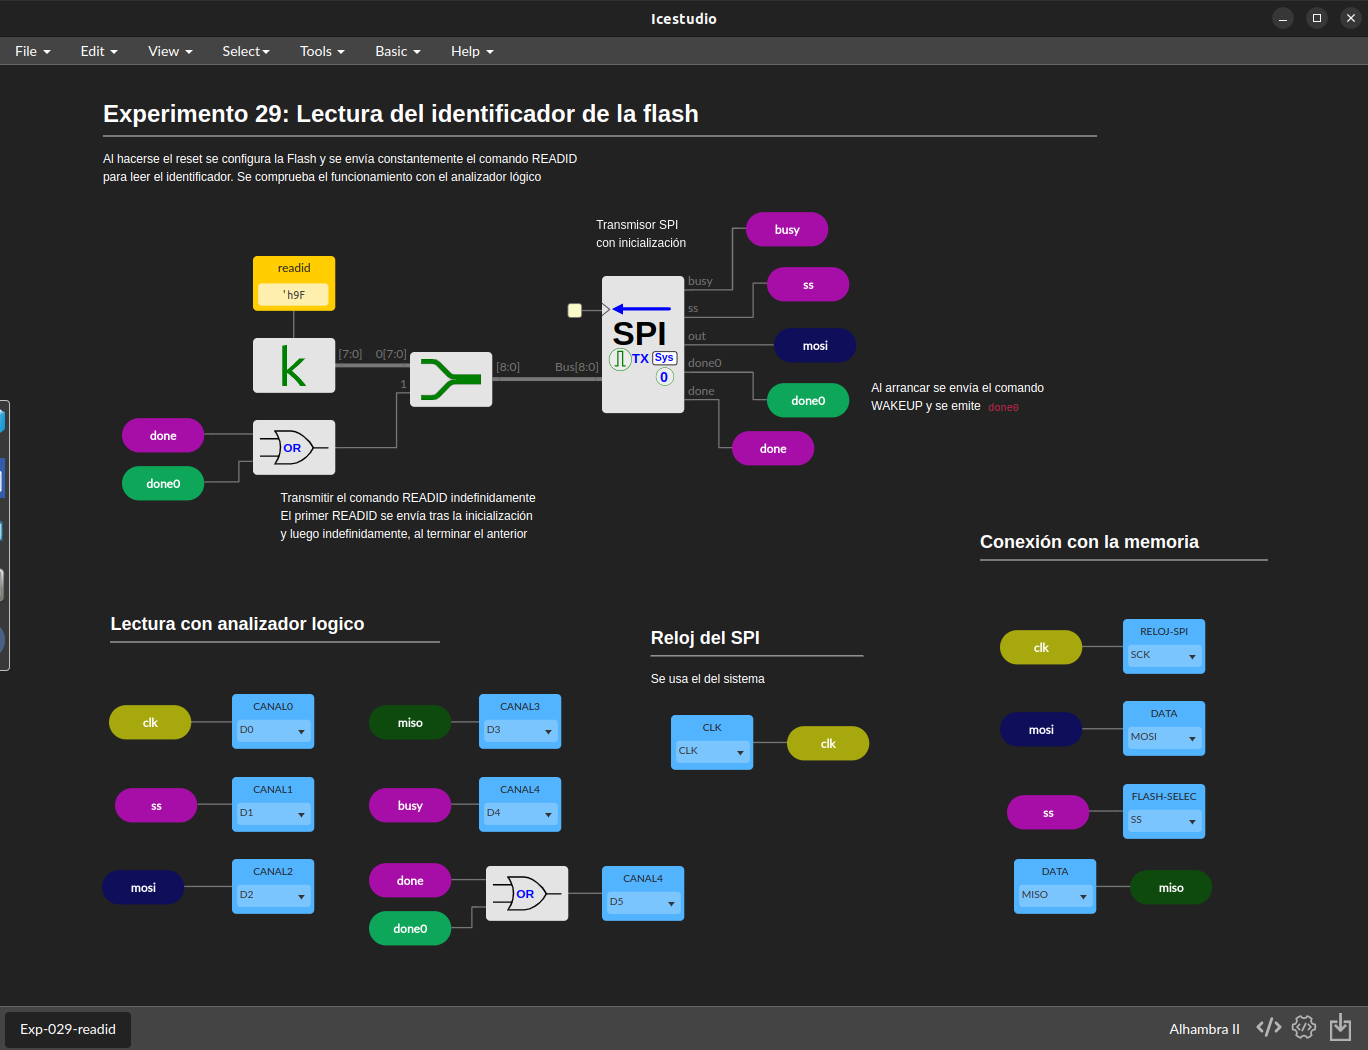 Icestudio
File Edit View Select Tools Basic Help
Experimento 29: Lectura del identificador de la flash
Al hacerse el reset se configura la Flash y se envía constantemente el comando READID
para leer el identificador. Se comprueba el funcionamiento con el analizador lógico
Transmisor SPI
con inicialización
busy
readid
'h9F
ss
busy
ss
SPI
TX Sys
0
out
mosi
k
[7:0] 0[7:0]
1
[8:0] Bus[8:0]
done0
done0
done
Al arrancar se envía el comando
WAKEUP y se emite done0
done
OR
done
done0
Transmitir el comando READID indefinidamente
El primer READID se envía tras la inicialización
y luego indefinidamente, al terminar el anterior
Conexión con la memoria
Lectura con analizador logico
Reloj del SPI
Se usa el del sistema
clk
RELOJ-SPI
SCK
mosi
DATA
MOSI
ss
FLASH-SELEC
SS
DATA
MISO
miso
clk
CANAL0
D0
miso
CANAL3
D3
CLK
CLK
clk
ss
CANAL1
D1
busy
CANAL4
D4
mosi
CANAL2
D2
done
done0
OR
CANAL4
D5
Exp-029-readid
Alhambra II